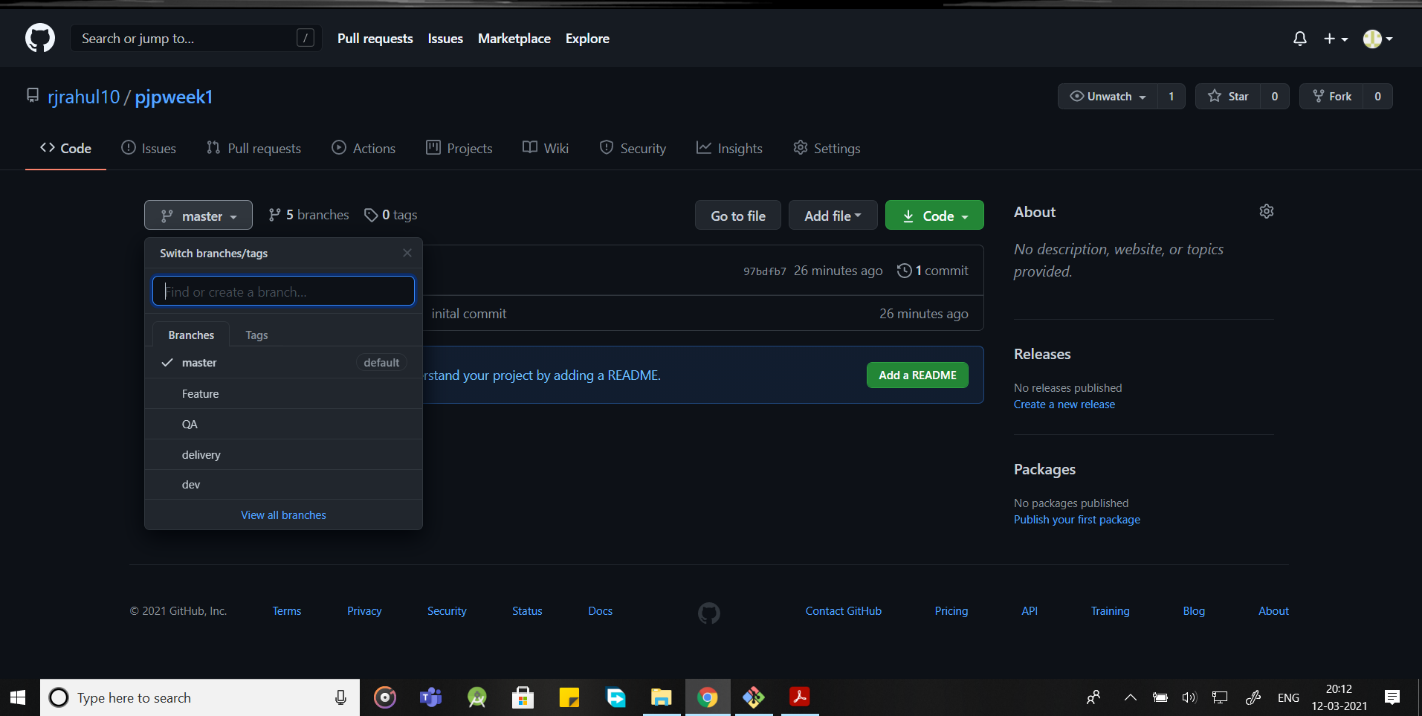 Search or jump to... /
Pull requests Issues Marketplace Explore
rjrahul10 / pjpweek1
Unwatch 1 Star 0 Fork 0
Code Issues Pull requests Actions Projects Wiki Security Insights Settings
master 5 branches 0 tags Go to file Add file Code
Switch branches/tags
Find or create a branch...
Branches Tags
master default
Feature
QA
delivery
dev
View all branches
97bdfb7 26 minutes ago 1 commit
inital commit 26 minutes ago
your project by adding a README. Add a README
About
No description, website, or topics
provided.
Releases
No releases published
Create a new release
Packages
No packages published
Publish your first package
© 2021 GitHub, Inc. Terms Privacy Security Status Docs Contact GitHub Pricing API Training Blog About
Type here to search
ENG
20:12
12-03-2021